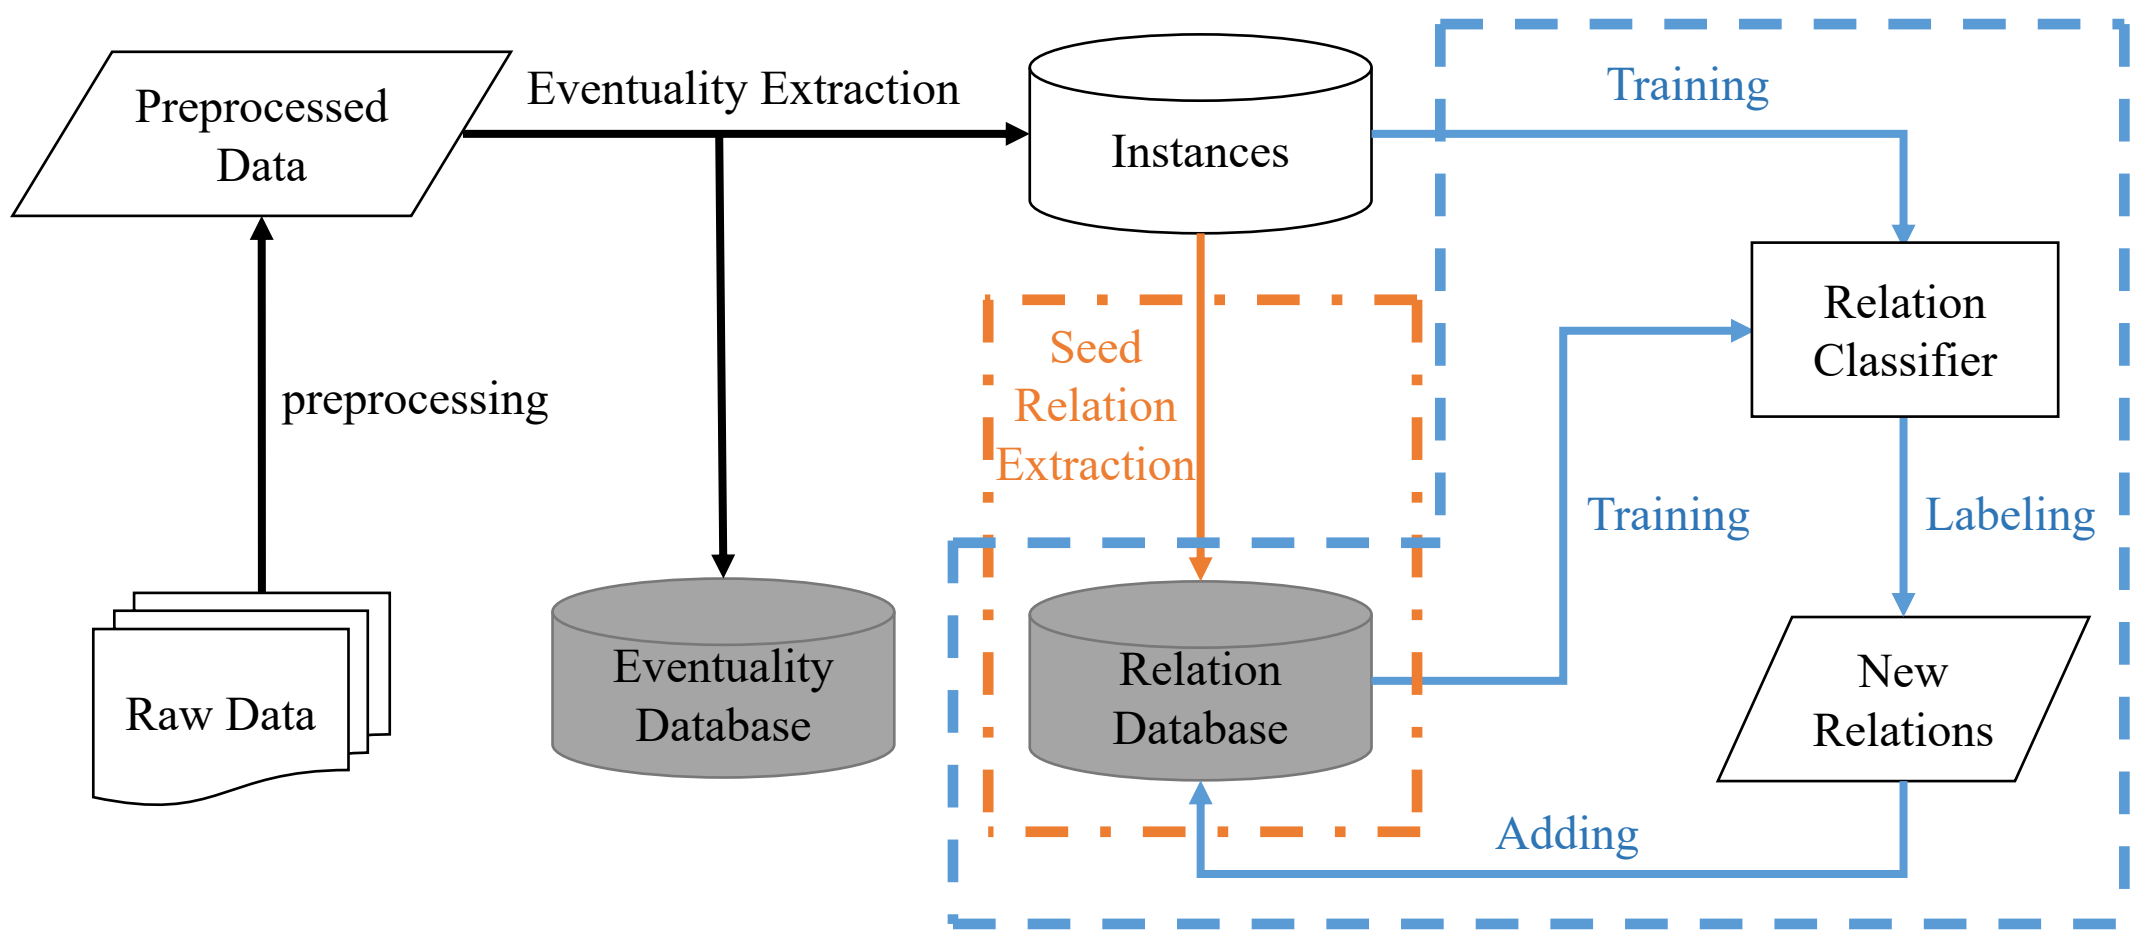 Preprocessed
Data
Eventuality Extraction
Instances
Training
Relation
Classifier
Seed
Relation
Extraction
preprocessing
Training
Labeling
Raw Data
Eventuality
Database
Relation
Database
New
Relations
Adding